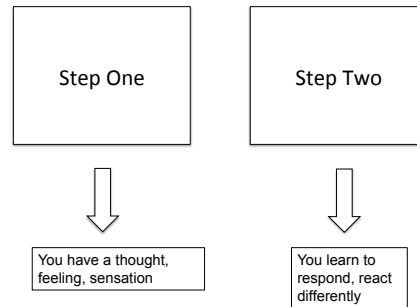 Step One
Step Two
You have a thought,
feeling, sensation
You learn to
respond, react
differently